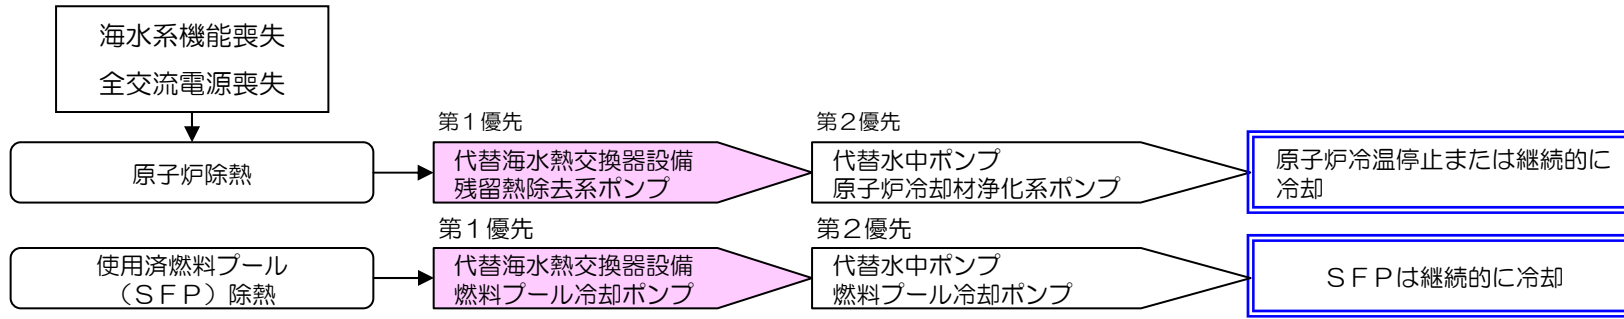 海水系機能喪失
全交流電源喪失
原子炉除熱
第１優先
代替海水熱交換器設備
残留熱除去系ポンプ
第２優先
代替水中ポンプ
原子炉冷却材浄化系ポンプ
原子炉冷温停止または継続的に
冷却
使用済燃料プール
（ＳＦＰ）除熱
第１優先
代替海水熱交換器設備
燃料プール冷却ポンプ
第２優先
代替水中ポンプ
燃料プール冷却ポンプ
ＳＦＰは継続的に冷却